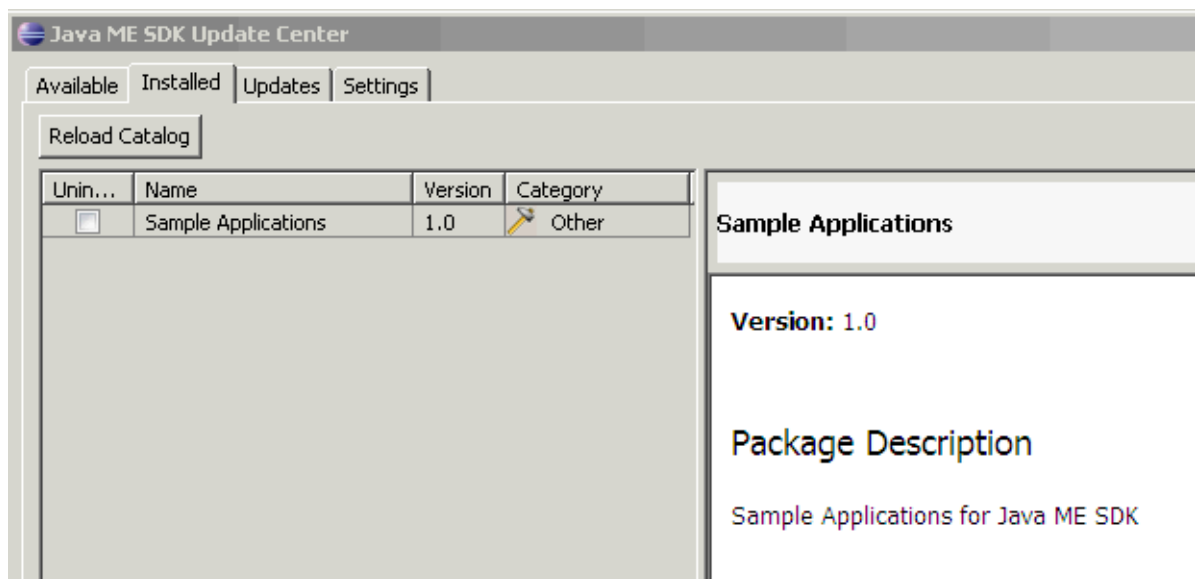 Java ME SDK Update Center
Available Installed Updates Settings
Reload Catalog
Unin... Name Version Category
Sample Applications 1.0 Other
Sample Applications
Version: 1.0
Package Description
Sample Applications for Java ME SDK